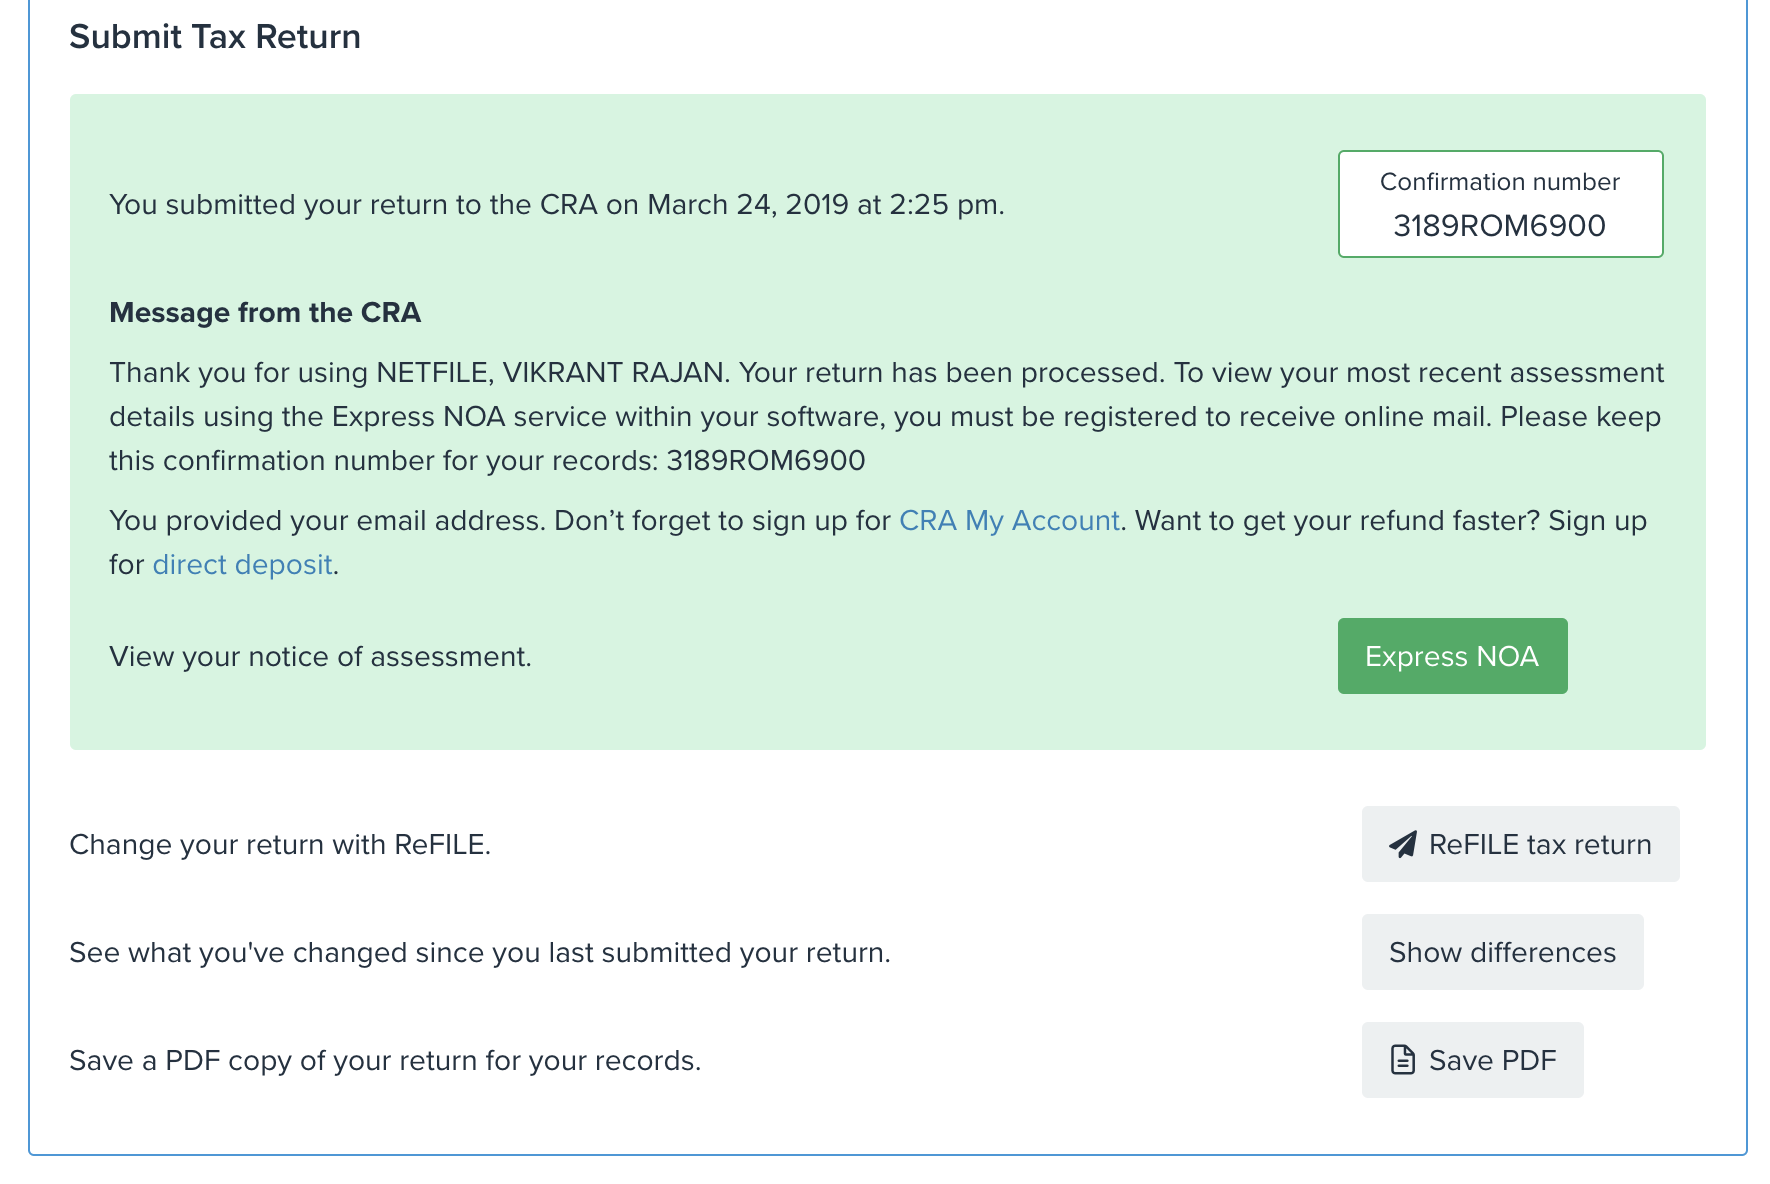 Submit Tax Return
You submitted your return to the CRA on March 24, 2019 at 2:25 pm.
Confirmation number
3189ROM6900
Message from the CRA
Thank you for using NETFILE, VIKRANT RAJAN. Your return has been processed. To view your most recent assessment
details using the Express NOA service within your software, you must be registered to receive online mail. Please keep
this confirmation number for your records: 3189ROM6900
You provided your email address. Don’t forget to sign up for CRA My Account. Want to get your refund faster? Sign up
for direct deposit.
View your notice of assessment.
Express NOA
Change your return with ReFILE.
ReFILE tax return
See what you've changed since you last submitted your return.
Show differences
Save a PDF copy of your return for your records.
Save PDF